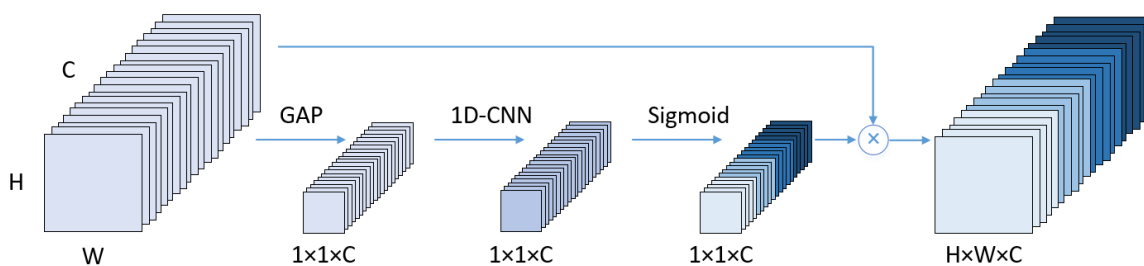 C
H
W
GAP
1×1×C
1D-CNN
1×1×C
Sigmoid
1×1×C
×
H×W×C